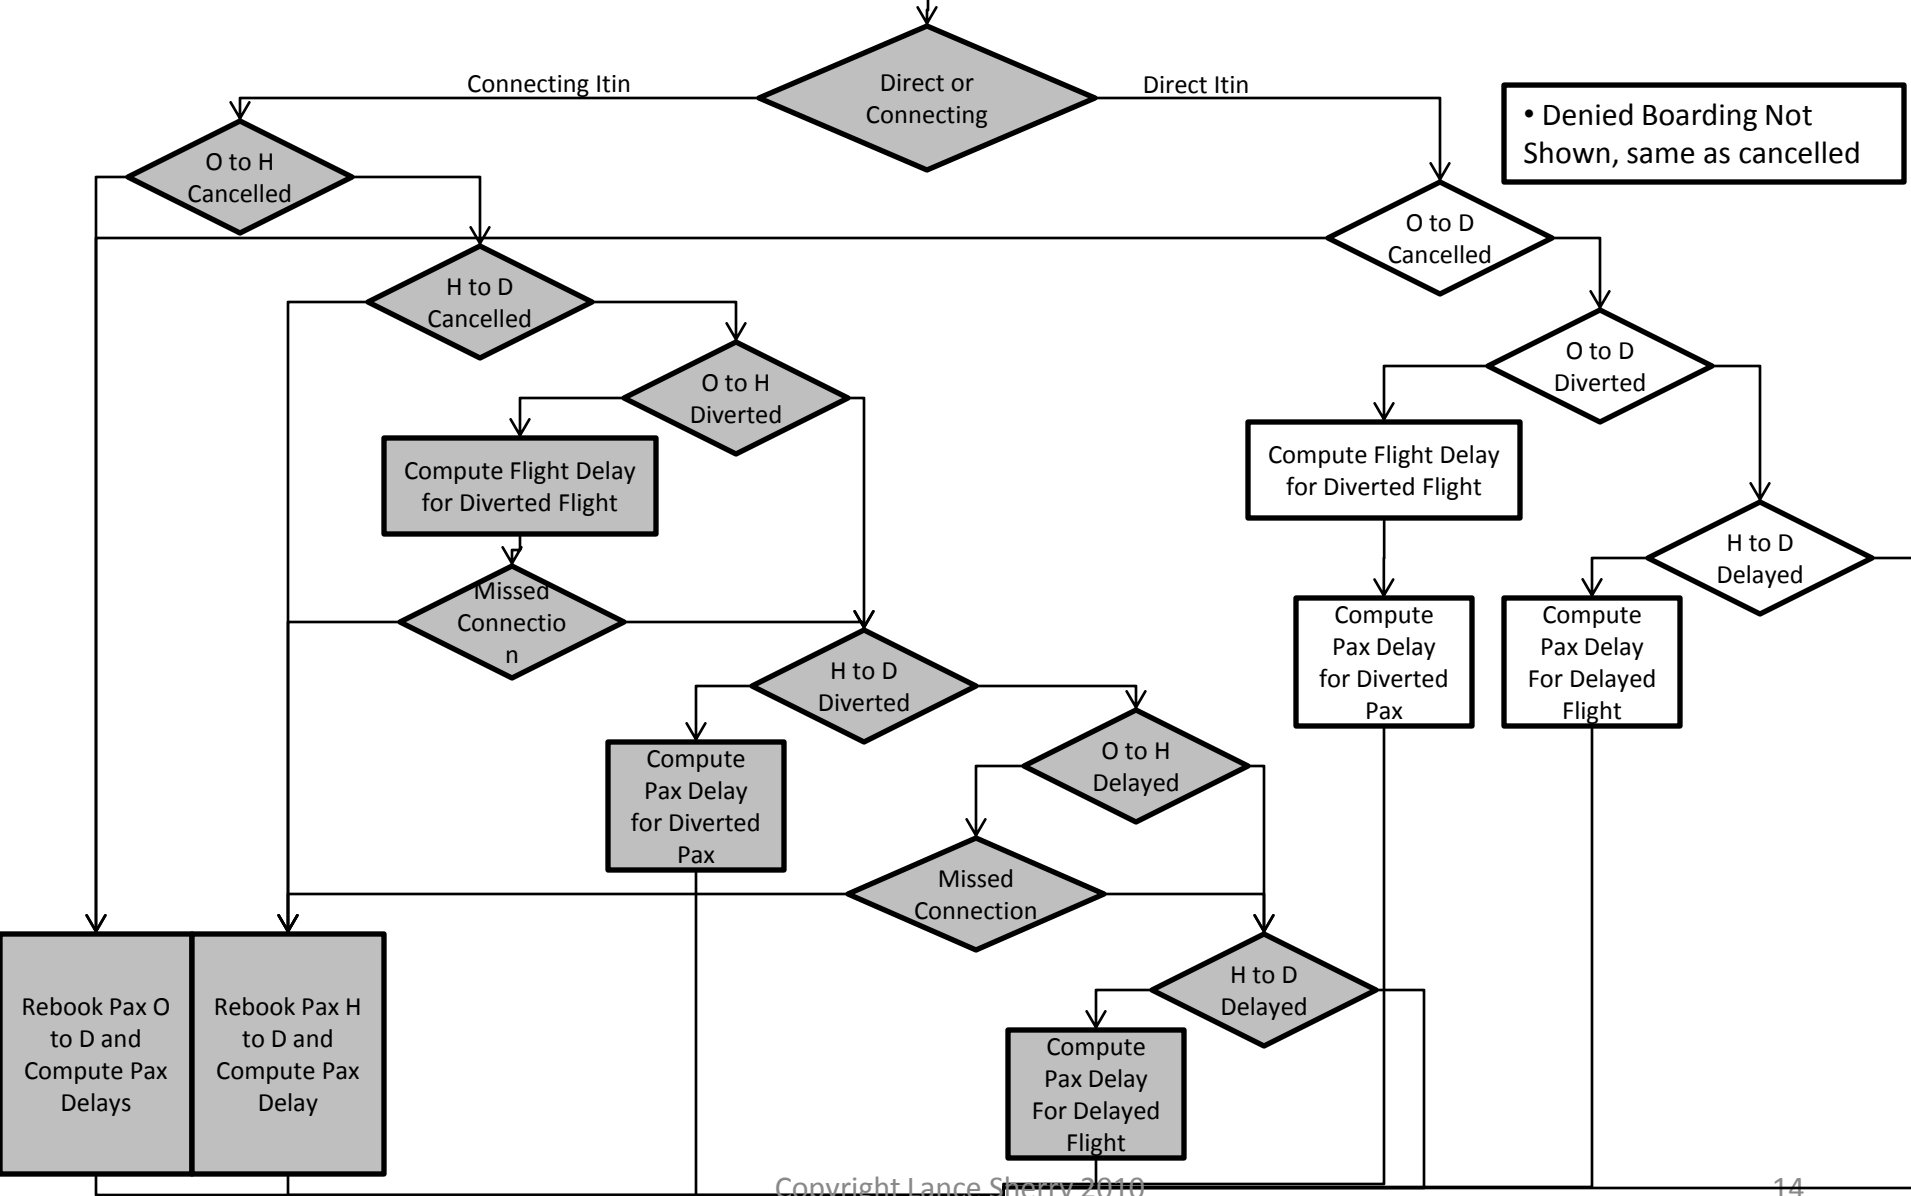 Connecting Itin
Direct or
Connecting
Direct Itin
• Denied Boarding Not
Shown, same as cancelled
O to H
Cancelled
O to D
Cancelled
H to D
Cancelled
O to D
Diverted
O to H
Diverted
Compute Flight Delay
for Diverted Flight
Compute Flight Delay
for Diverted Flight
H to D
Delayed
Missed
Connectio
n
Compute
Pax Delay
for Diverted
Pax
Compute
Pax Delay
For Delayed
Flight
H to D
Diverted
O to H
Delayed
Compute
Pax Delay
for Diverted
Pax
Missed
Connection
H to D
Delayed
Rebook Pax O
to D and
Compute Pax
Delays
Rebook Pax H
to D and
Compute Pax
Delay
Compute
Pax Delay
For Delayed
Flight
Copyright Lance Sherry 2010
14